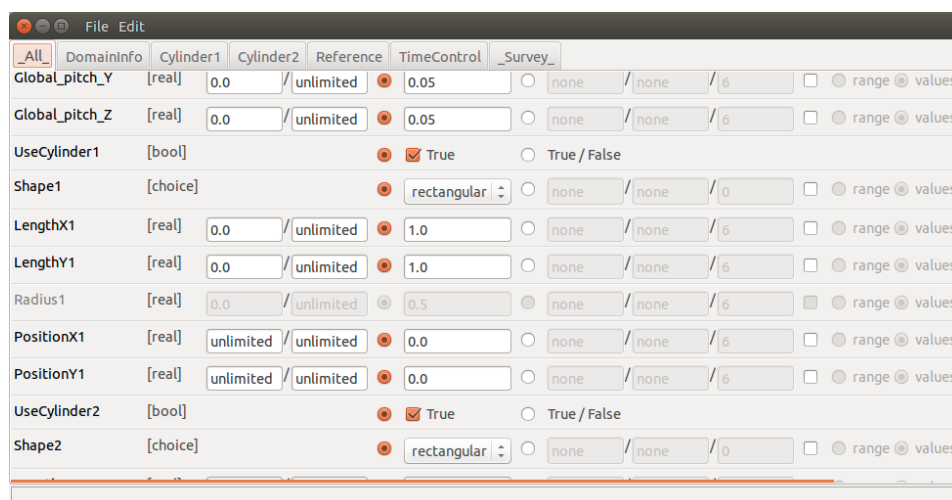 File Edit
_All_ DomainInfo Cylinder1 Cylinder2 Reference TimeControl _Survey_
Global_pitch_Y [real] 0.0 / unlimited 0.05 none / none / 6 range values
Global_pitch_Z [real] 0.0 / unlimited 0.05 none / none / 6 range values
UseCylinder1 [bool] True True / False
Shape1 [choice] rectangular none / none / 0 range values
LengthX1 [real] 0.0 / unlimited 1.0 none / none / 6 range values
LengthY1 [real] 0.0 / unlimited 1.0 none / none / 6 range values
Radius1 [real] 0.0 / unlimited 0.5 none / none / 6 range values
PositionX1 [real] unlimited / unlimited 0.0 none / none / 6 range values
PositionY1 [real] unlimited / unlimited 0.0 none / none / 6 range values
UseCylinder2 [bool] True True / False
Shape2 [choice] rectangular none / none / 0 range values